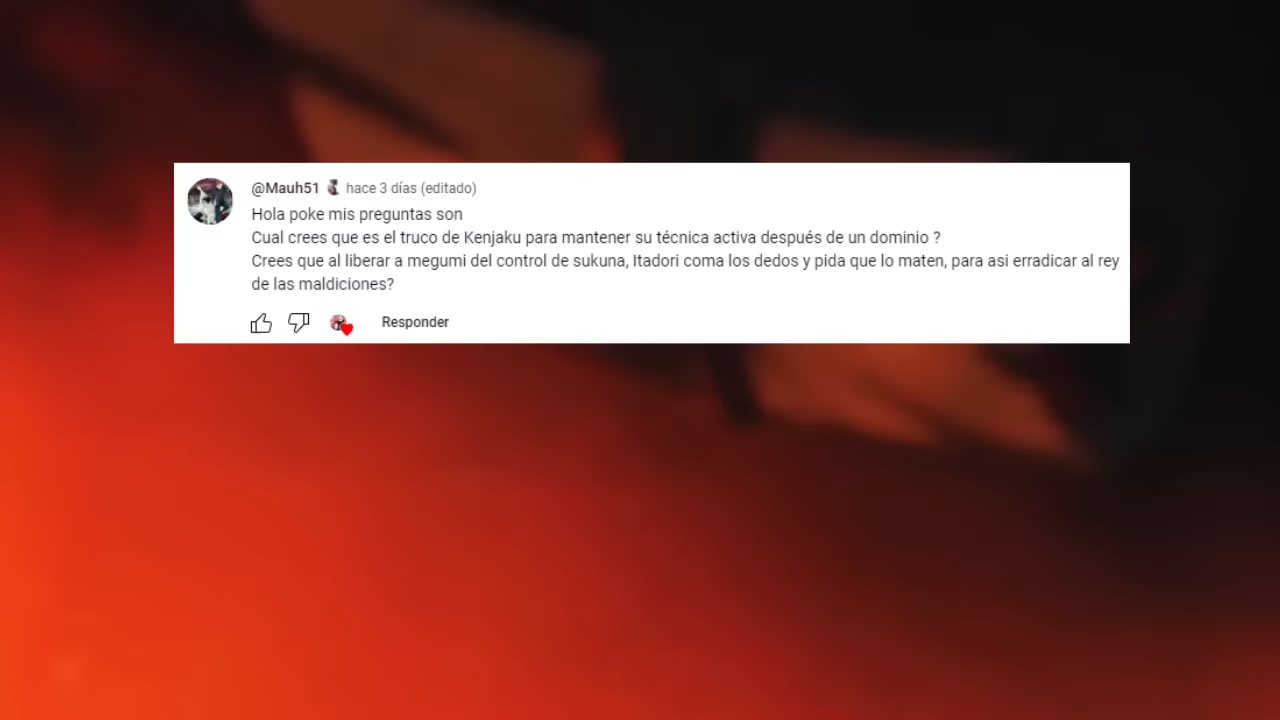 @Mauh51 hace 3 días (editado)
Hola poke mis preguntas son
Cual crees que es el truco de Kenjaku para mantener su técnica activa después de un dominio ?
Crees que al liberar a megumi del control de sukuna, Itadori coma los dedos y pida que lo maten, para asi erradicar al rey
de las maldiciones?
Responder